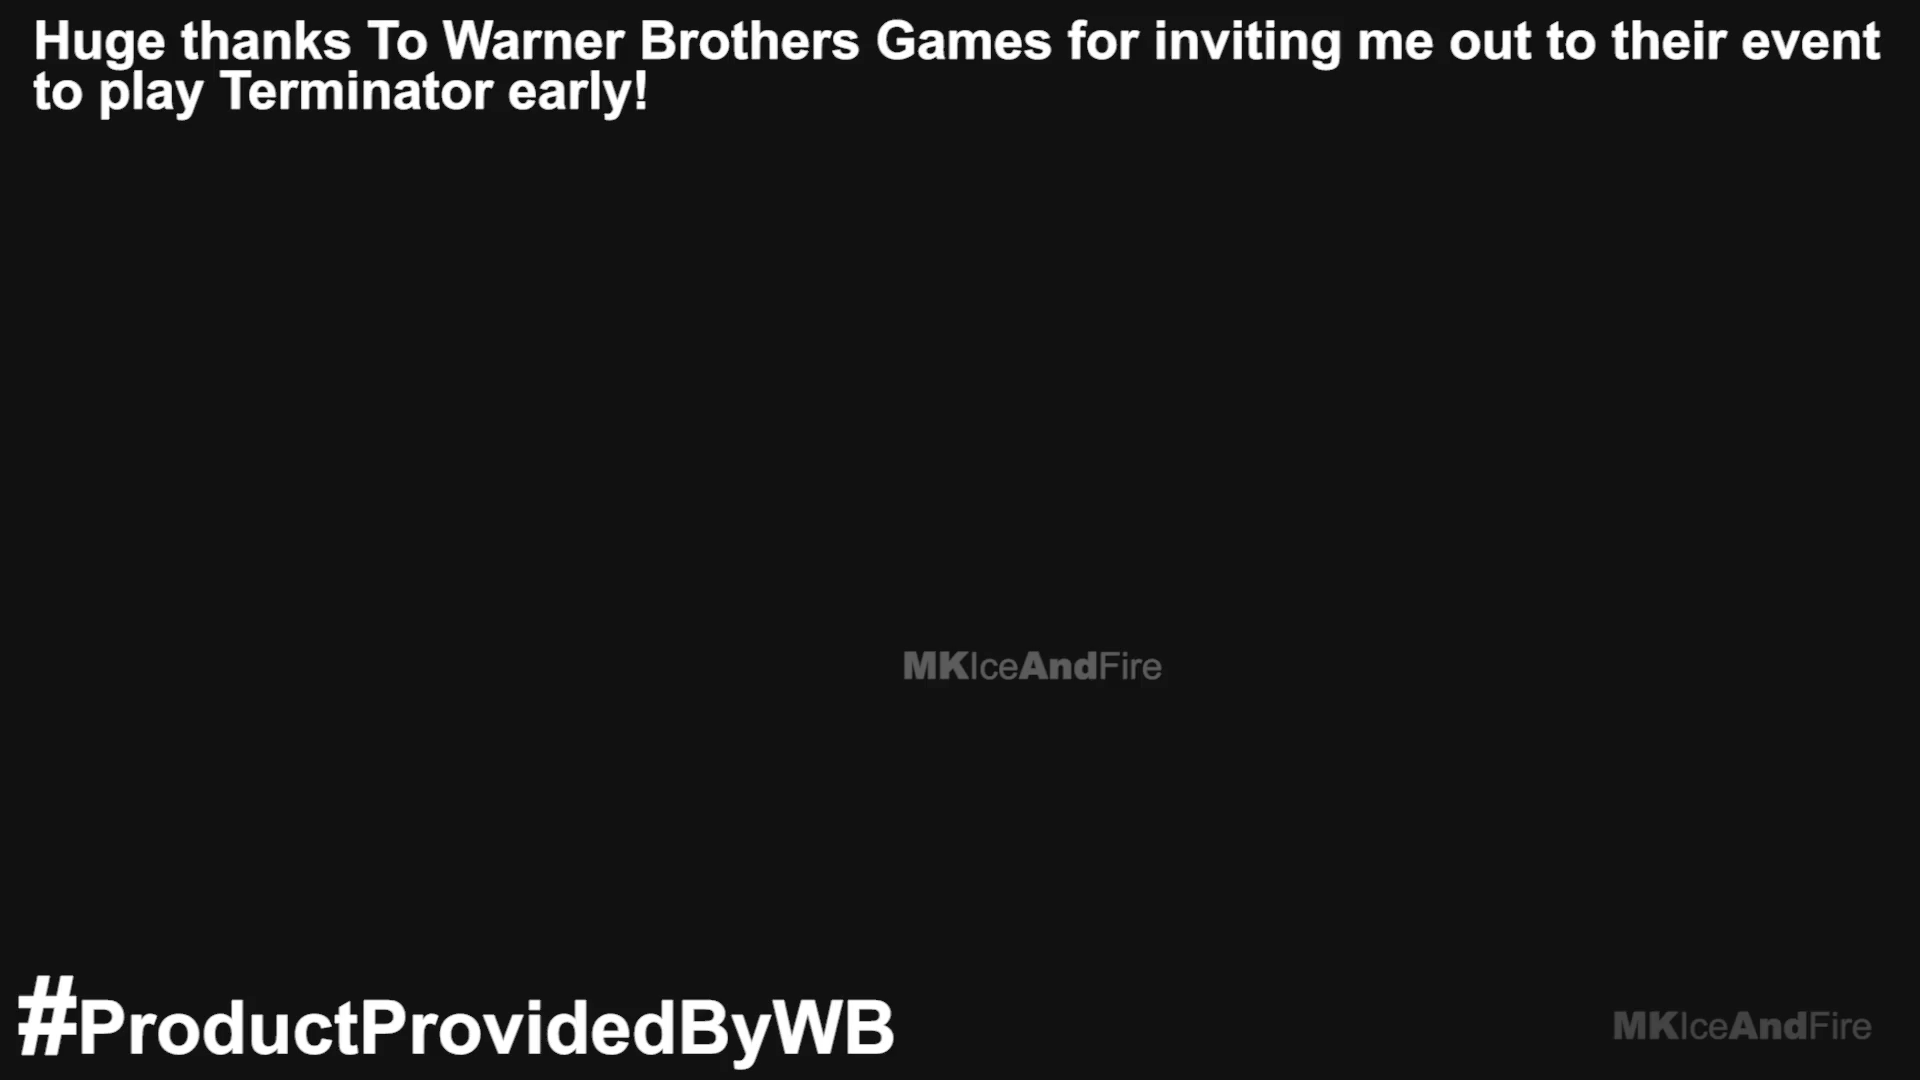 Huge thanks To Warner Brothers Games for inviting me out to their event
to play Terminator early!
MKIceAndFire
#ProductProvidedByWB
MKIceAndFire